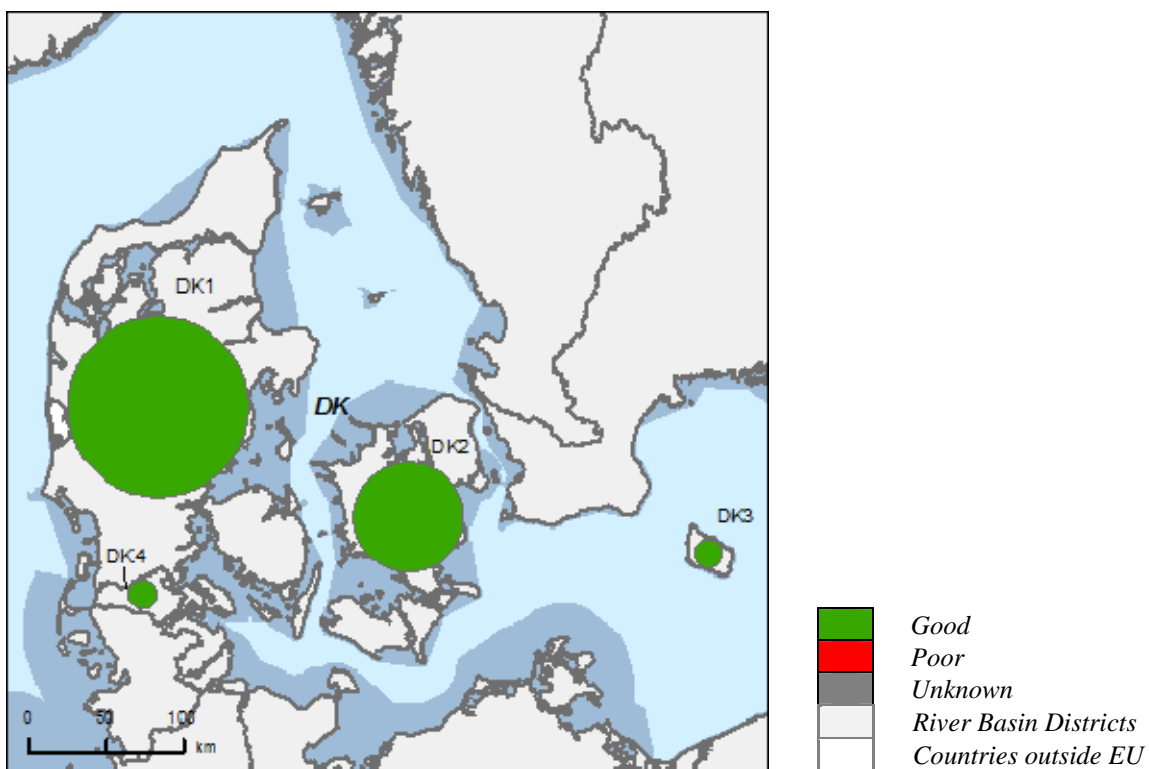 DK1
DK
DK2
DK3
DK4
0 50 100
km
Good
Poor
Unknown
River Basin Districts
Countries outside EU